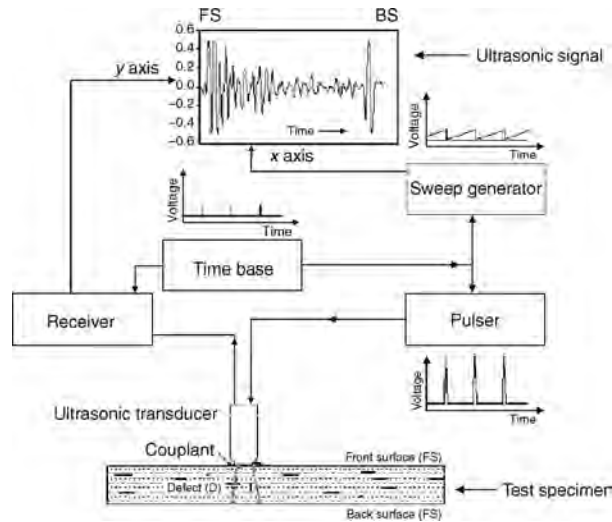 FS BS
0.6
0.4
0.2
0.0
−0.2
−0.4
−0.6
y axis
Time
x axis
Ultrasonic signal
Voltage
Time
Sweep generator
Voltage
Time
Time base
Receiver
Pulser
Voltage
Time
Ultrasonic transducer
Couplant
Front surface (FS)
Defect (D)
Test specimen
Back surface (FS)